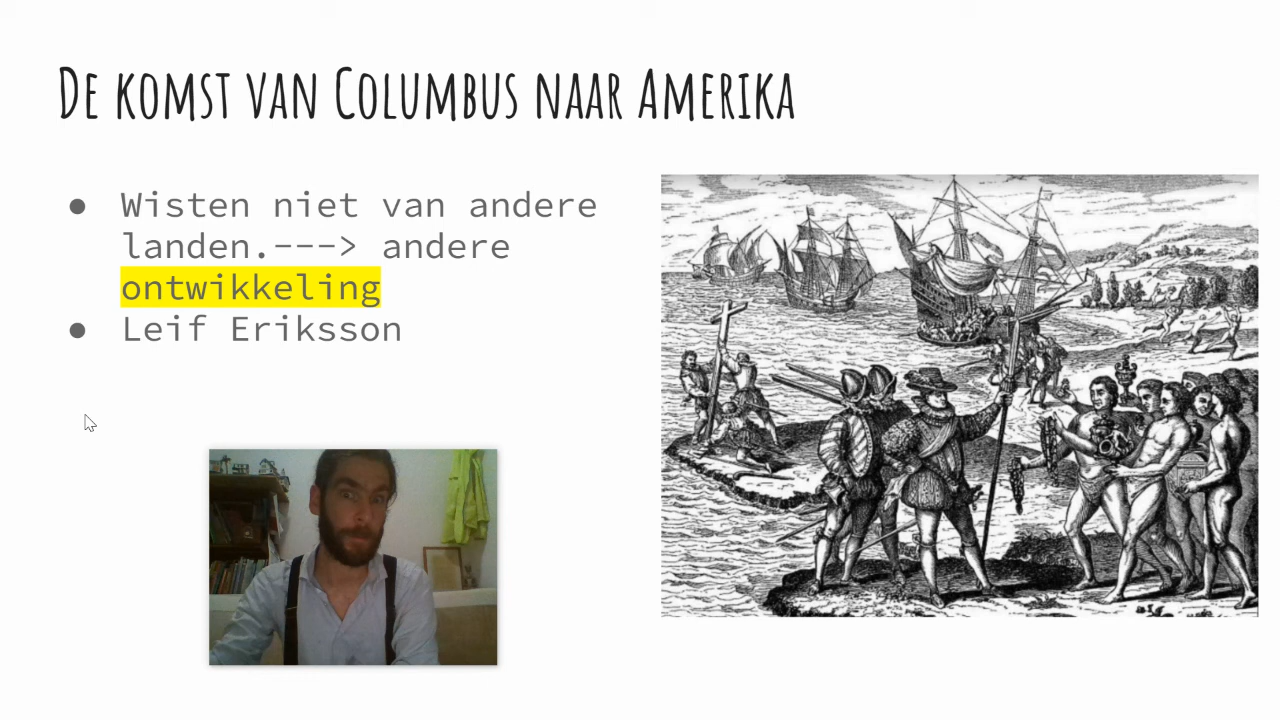 De komst van Columbus naar Amerika
● Wisten niet van andere
landen.---> andere
ontwikkeling
● Leif Eriksson